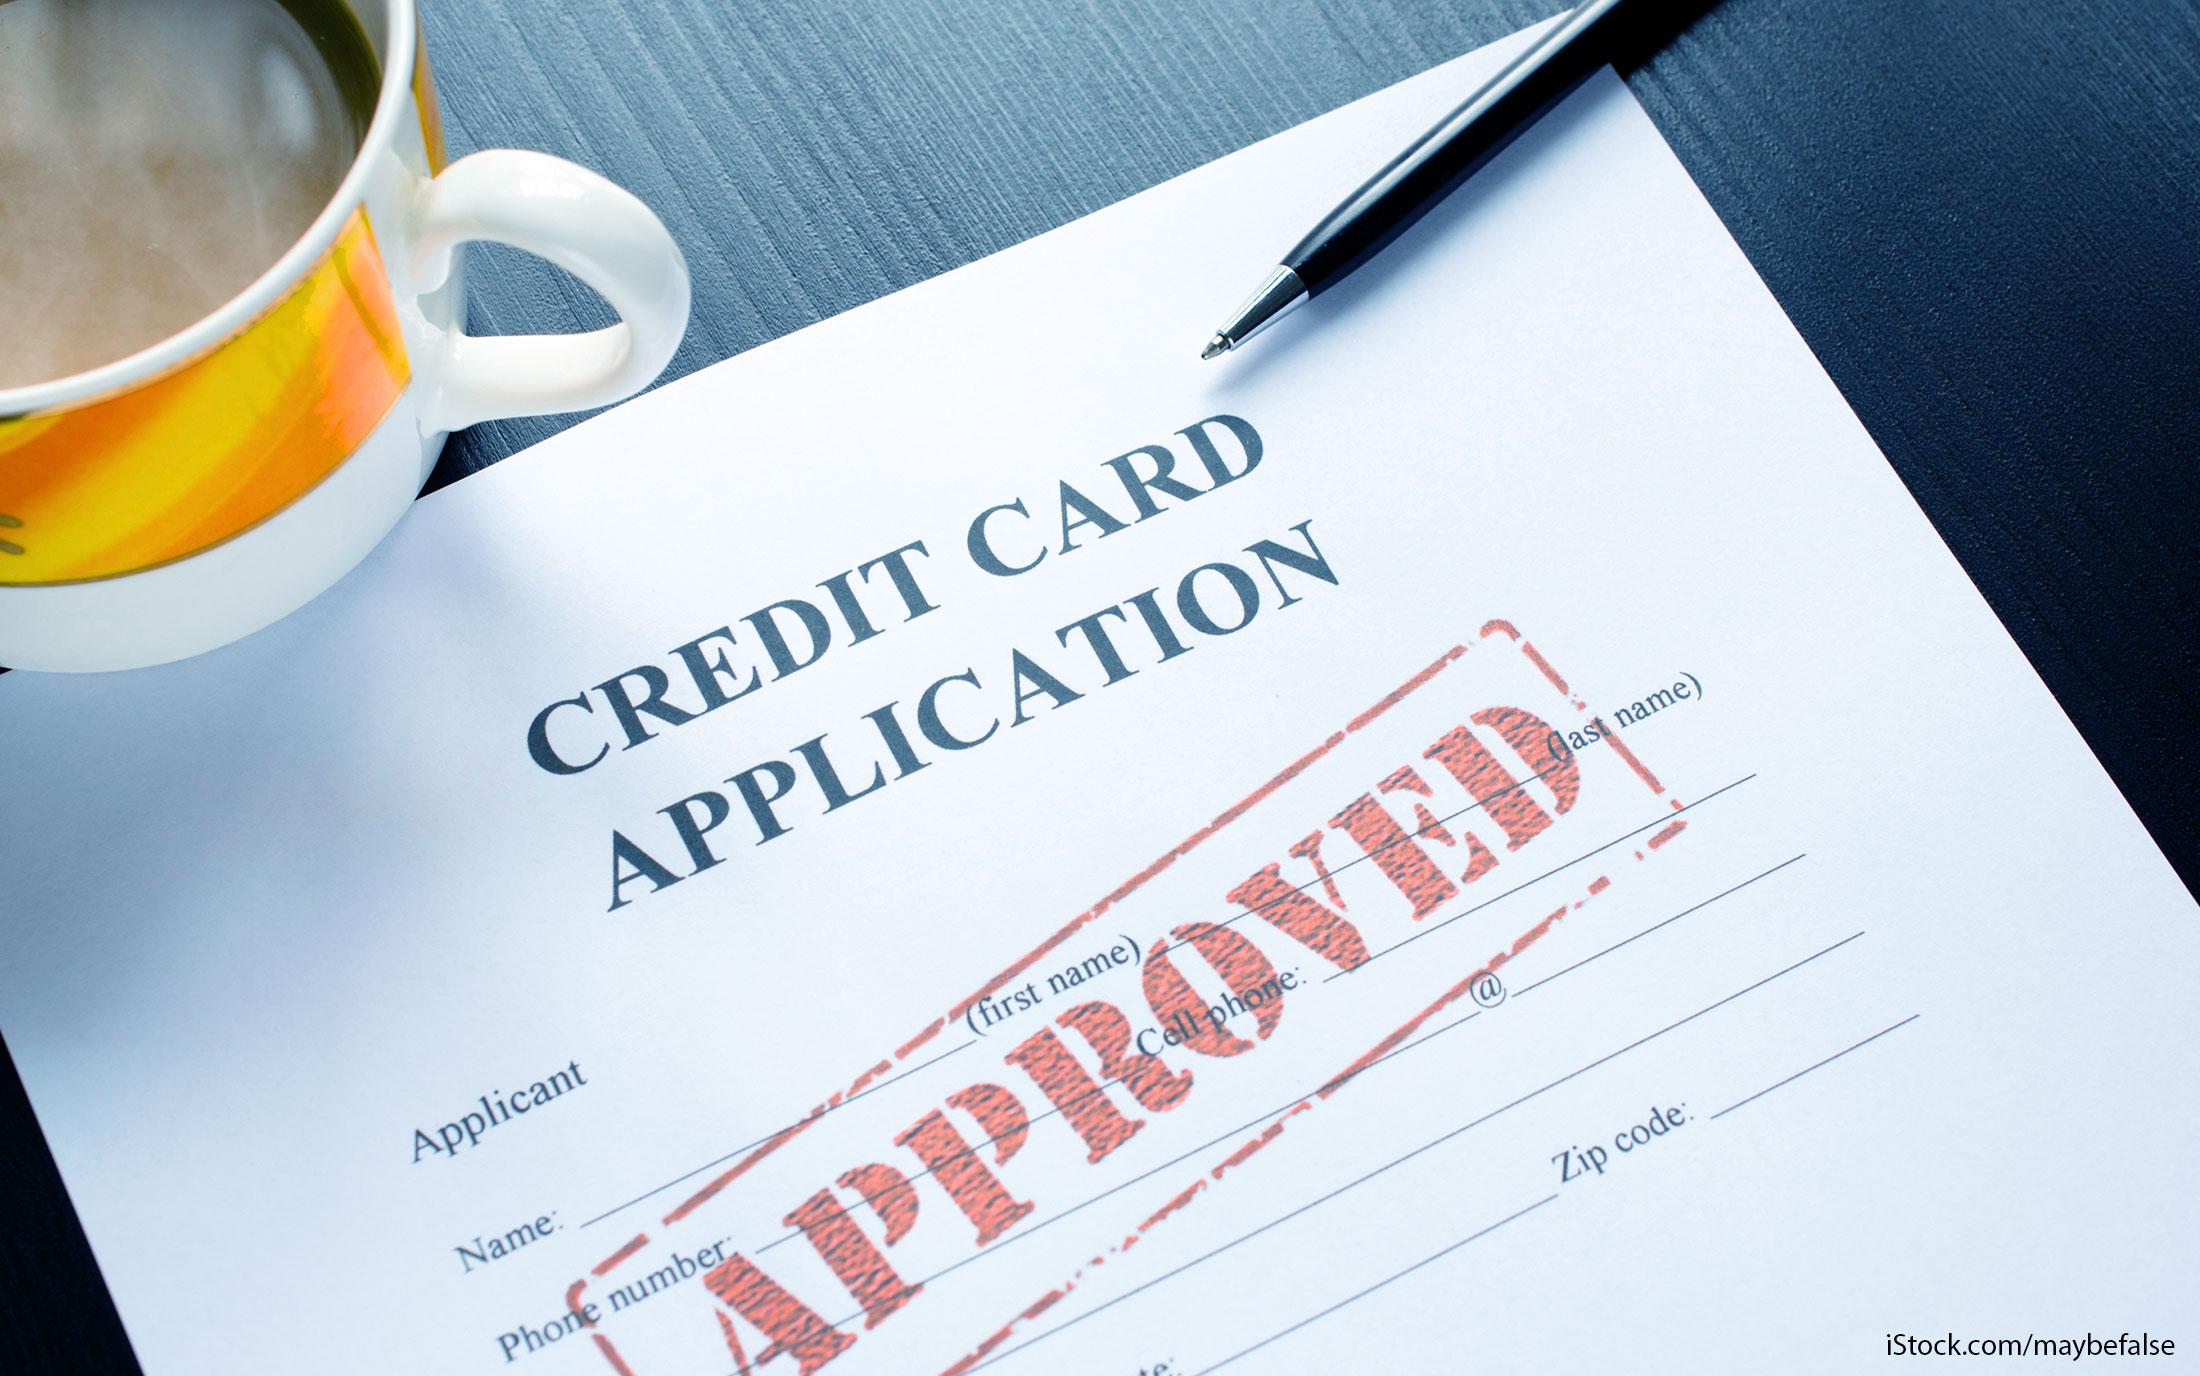 CREDIT CARD
APPLICATION
Applicant
Name: (first name) (last name)
Phone number: Cell phone:
@
Zip code:
APPROVED
iStock.com/maybefalse